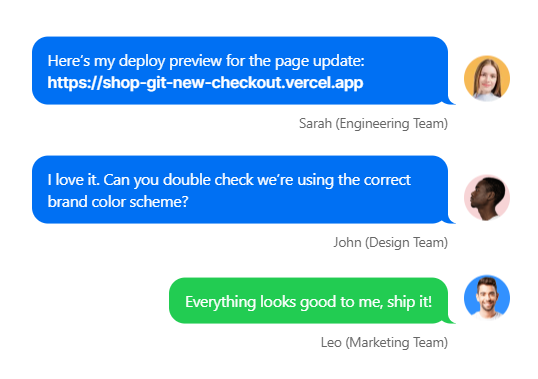 Here’s my deploy preview for the page update:
https://shop-git-new-checkout.vercel.app
Sarah (Engineering Team)
I love it. Can you double check we’re using the correct
brand color scheme?
John (Design Team)
Everything looks good to me, ship it!
Leo (Marketing Team)